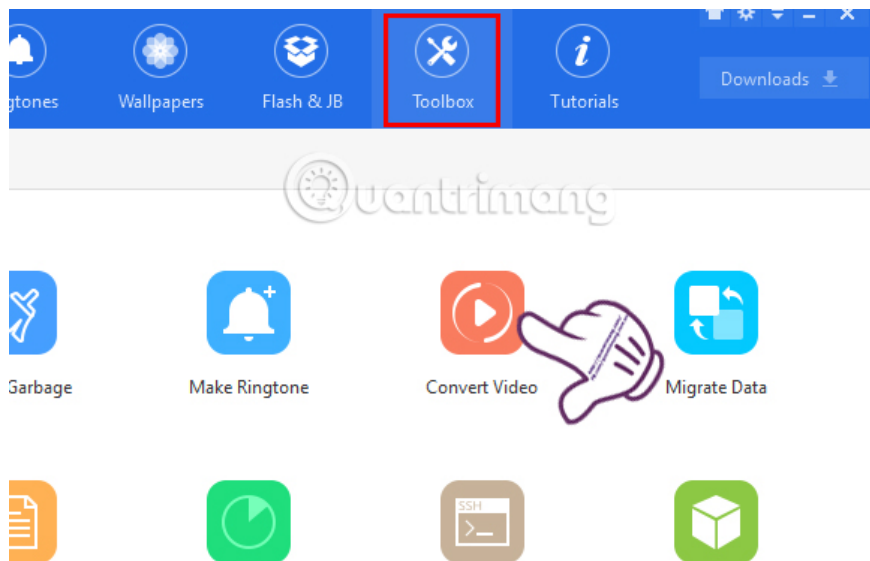 gtones
Wallpapers
Flash & JB
Toolbox
Tutorials
Downloads
Quantrimang
Garbage
Make Ringtone
Convert Video
Migrate Data
SSH
>_